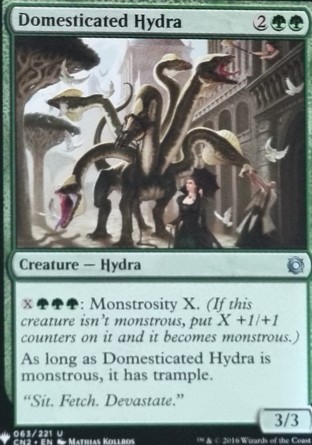 Domesticated Hydra 2
Creature — Hydra
X: Monstrosity X. (If this
creature isn't monstrous, put X +1/+1
counters on it and it becomes monstrous.)
As long as Domesticated Hydra is
monstrous, it has trample.
"Sit. Fetch. Devastate."
3/3
063/221 U
CN2 • EN Mathias Kollros
© 2016 Wizards of the Coast